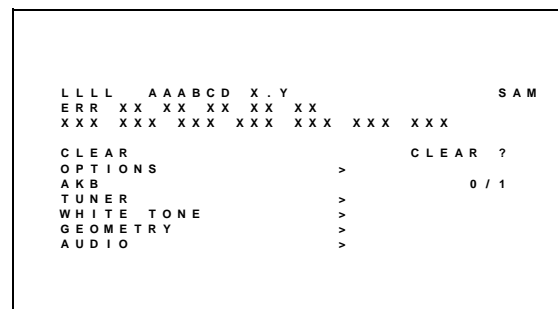 LLLL AAABCD X.Y SAM
ERR XX XX XX XX XX
XXX XXX XXX XXX XXX XXX XXX
CLEAR CLEAR ?
OPTIONS >
AKB 0/1
TUNER >
WHITE TONE >
GEOMETRY >
AUDIO >